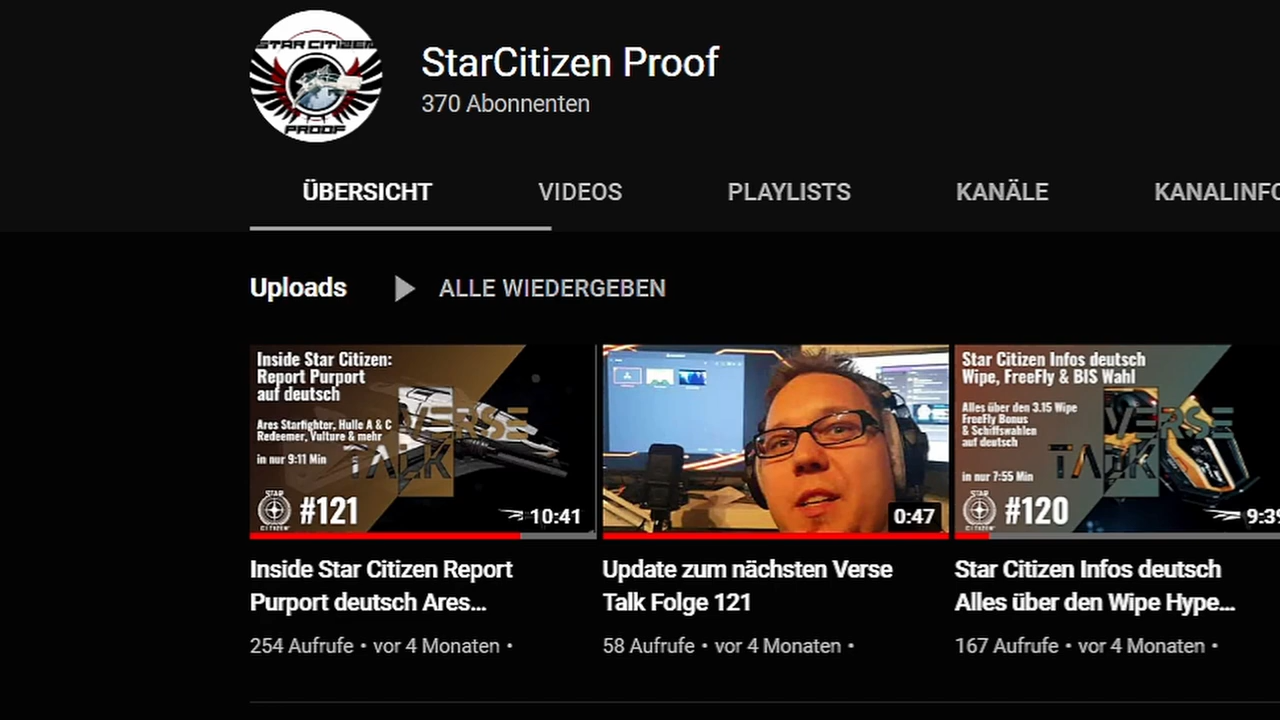 STAR CITIZEN
PROOF
StarCitizen Proof
370 Abonnenten
ÜBERSICHT
VIDEOS
PLAYLISTS
KANÄLE
KANALINFO
Uploads
ALLE WIEDERGEBEN
Inside Star Citizen:
Report Purport
auf deutsch
Ares Starfighter, Hulle A & C
Redeemer, Vulture & mehr
in nur 9:11 Min
VERSE
TALK
STAR
CITIZEN
#121
10:41
0:47
Star Citizen Infos deutsch
Wipe, FreeFly & BIS Wahl
Alles über den 3.15 Wipe
FreeFly Bonus
& Schiffswahlen
auf deutsch
in nur 7:55 Min
VERSE
TALK
STAR
CITIZEN
#120
9:39
Inside Star Citizen Report
Purport deutsch Ares...
254 Aufrufe • vor 4 Monaten •
Update zum nächsten Verse
Talk Folge 121
58 Aufrufe • vor 4 Monaten •
Star Citizen Infos deutsch
Alles über den Wipe Hype...
167 Aufrufe • vor 4 Monaten •